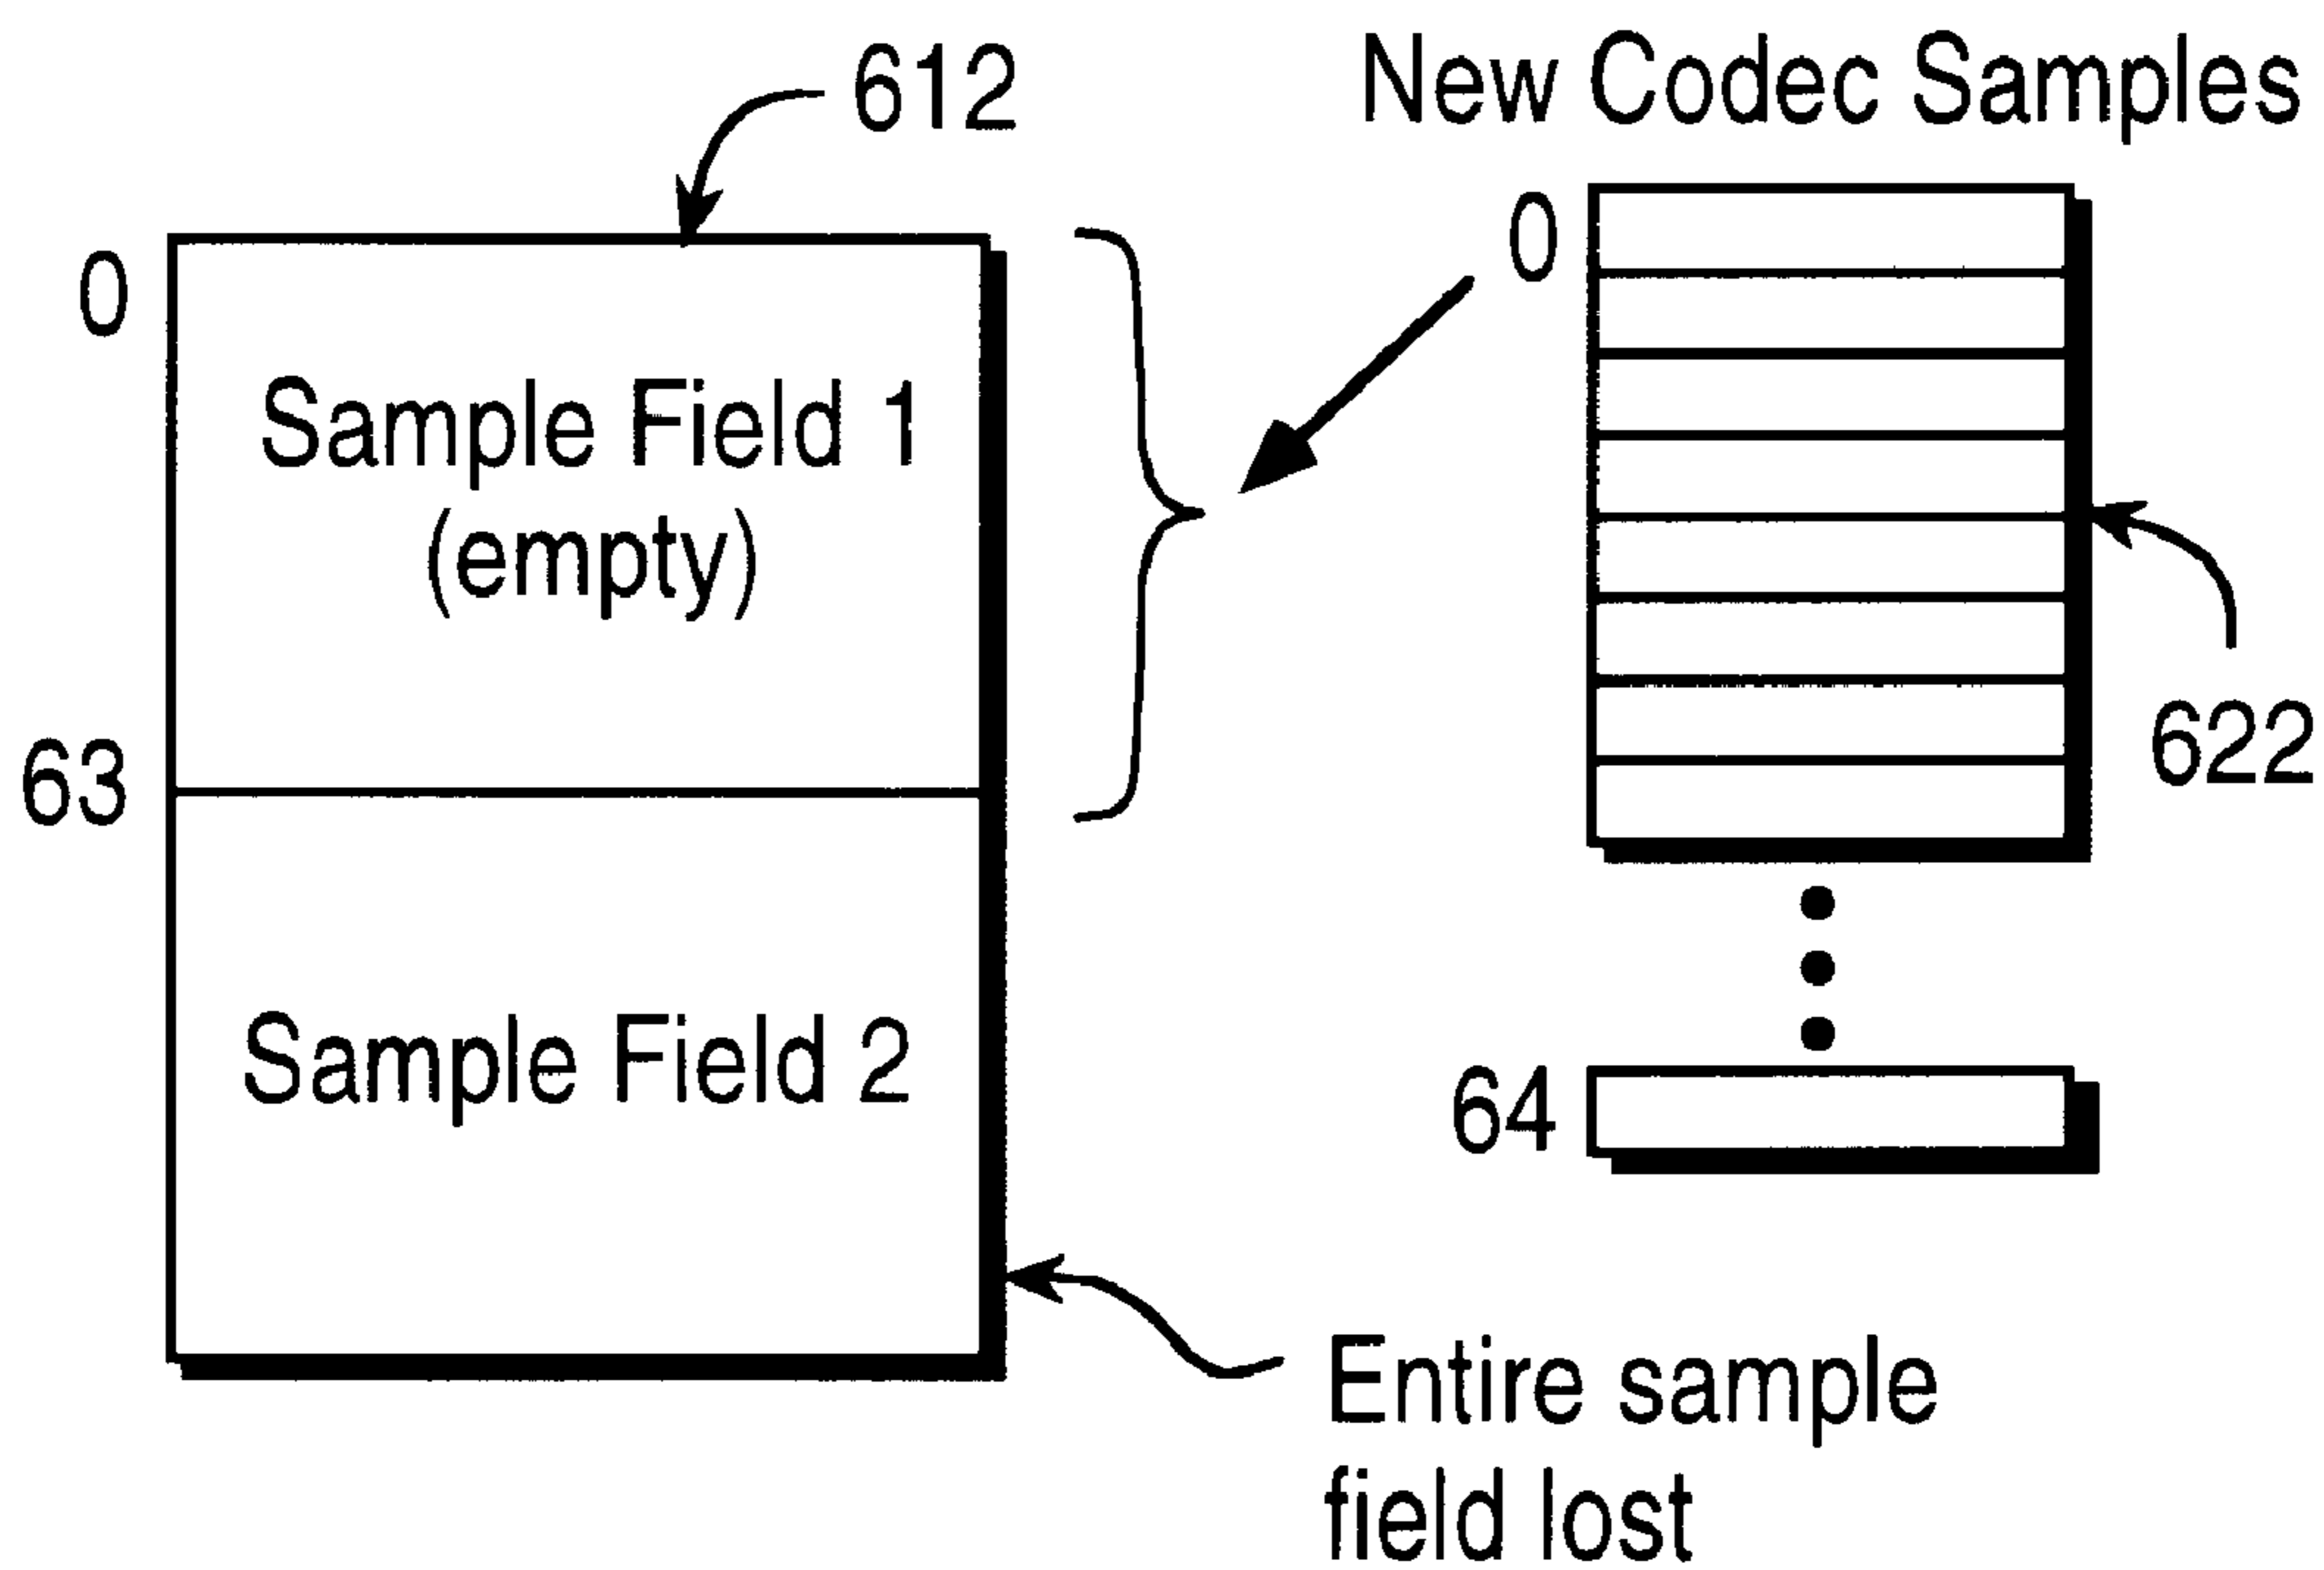 612
New Codec Samples
0
0
Sample Field 1
(empty)
63
622
Sample Field 2
64
Entire sample
field lost